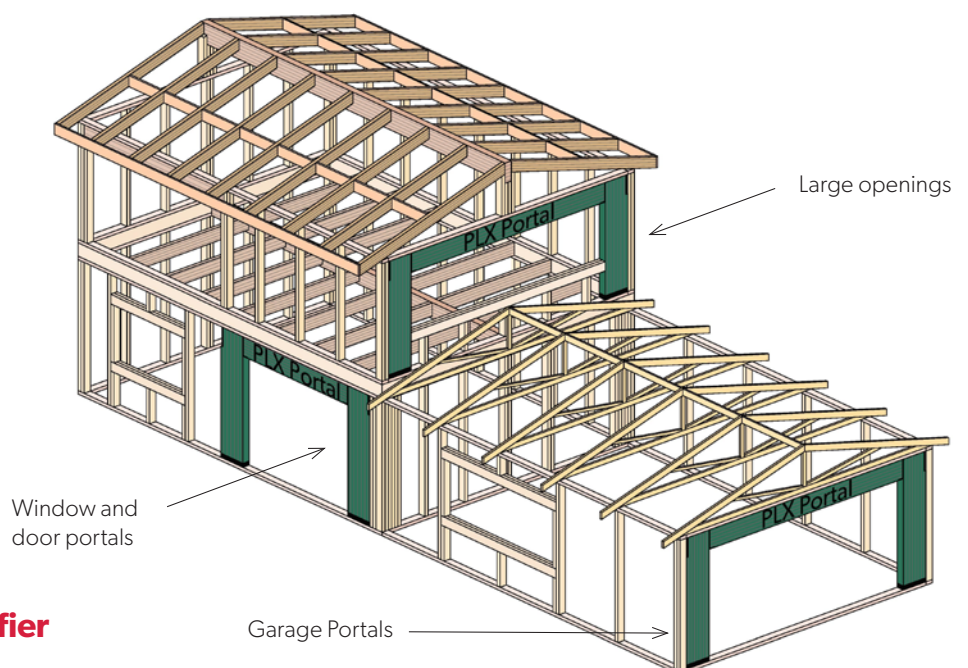 Large openings
PLX Portal
PLX Portal
Window and
door portals
PLX Portal
fier
Garage Portals